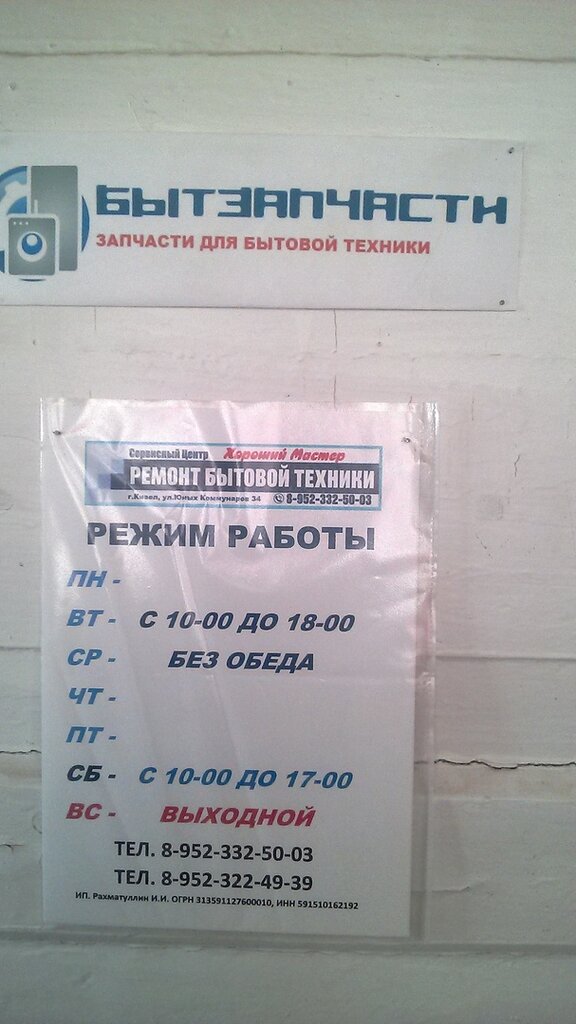 БЫТЗАПЧАСТИ
ЗАПЧАСТИ ДЛЯ БЫТОВОЙ ТЕХНИКИ
Сервисный Центр Хороший Мастер
РЕМОНТ БЫТОВОЙ ТЕХНИКИ
г.Кизел, ул.Юных Коммунаров 34 8-952-332-50-03
РЕЖИМ РАБОТЫ
ПН -
ВТ - С 10-00 ДО 18-00
СР - БЕЗ ОБЕДА
ЧТ -
ПТ -
СБ - С 10-00 ДО 17-00
ВС - ВЫХОДНОЙ
ТЕЛ. 8-952-332-50-03
ТЕЛ. 8-952-322-49-39
ИП. Рахматуллин И.И. ОГРН 313591127600010, ИНН 591510162192